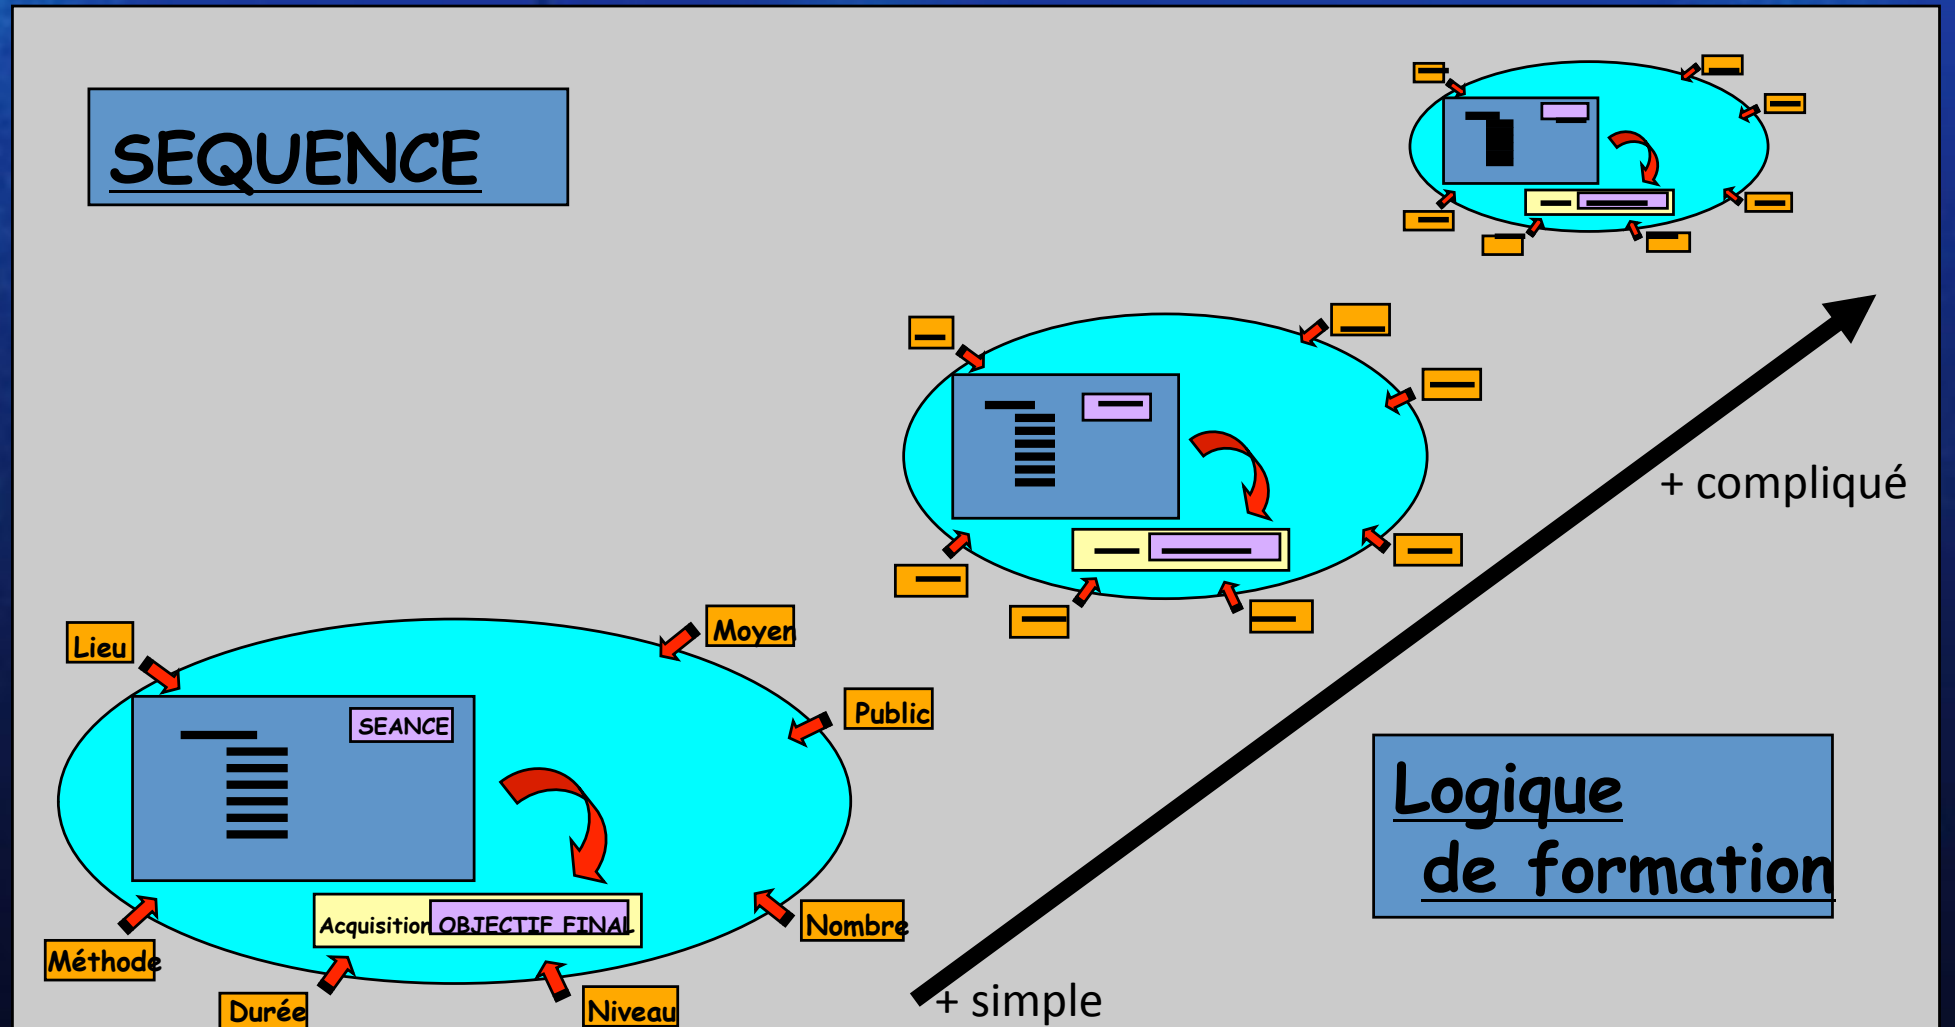 SEQUENCE
+ compliqué
Lieu
Moyen
Public
SEANCE
Logique
de formation
Acquisition OBJECTIF FINAL
Nombre
Méthode
Durée
Niveau
+ simple